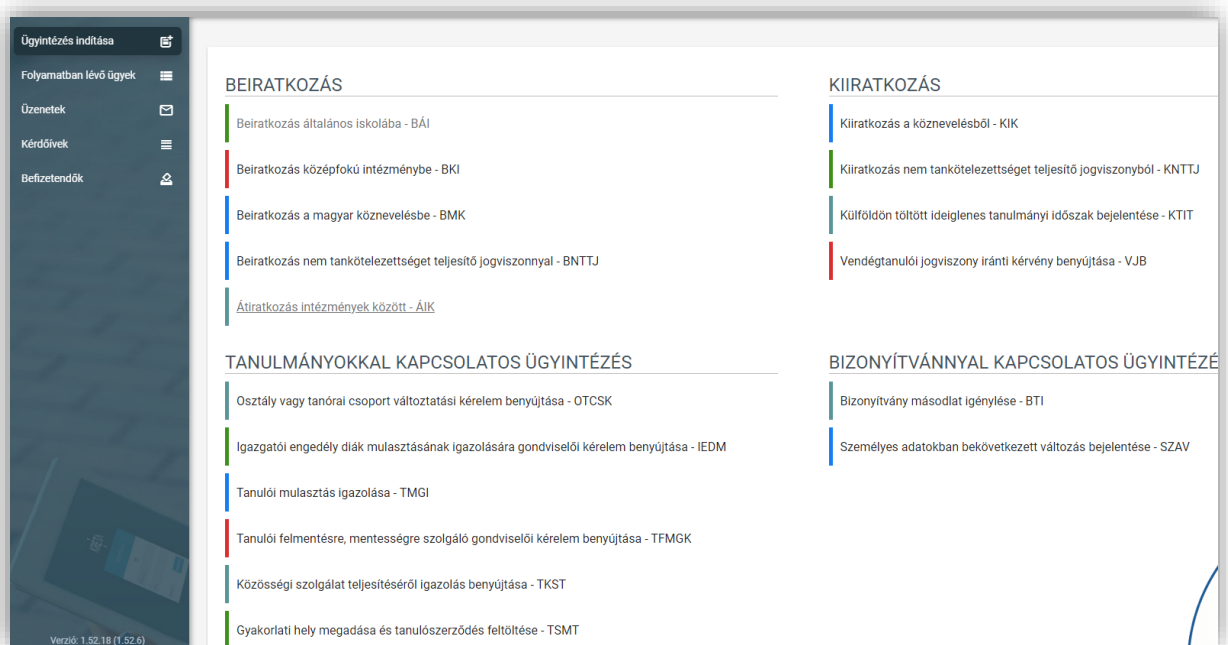 Ügyintézés indítása
Folyamatban lévő ügyek
Üzenetek
Kérdőívek
Befizetendők
Verzió: 1.52.18 (1.52.6)
BEIRATKOZÁS
Beiratkozás általános iskolába - BÁI
Beiratkozás középfokú intézménybe - BKI
Beiratkozás a magyar köznevelésbe - BMK
Beiratkozás nem tankötelezettséget teljesítő jogviszonnyal - BNTTJ
Átiratkozás intézmények között - ÁIK
KIIRATKOZÁS
Kiiratkozás a köznevelésből - KIK
Kiiratkozás nem tankötelezettséget teljesítő jogviszonyból - KNTTJ
Külföldön töltött ideiglenes tanulmányi időszak bejelentése - KTIT
Vendégtanulói jogviszony iránti kérvény benyújtása - VJB
TANULMÁNYOKKAL KAPCSOLATOS ÜGYINTÉZÉS
Osztály vagy tanórai csoport változtatási kérelem benyújtása - OTCSK
Igazgatói engedély diák mulasztásának igazolására gondviselői kérelem benyújtása - IEDM
Tanulói mulasztás igazolása - TMGI
Tanulói felmentésre, mentességre szolgáló gondviselői kérelem benyújtása - TFMGK
Közösségi szolgálat teljesítéséről igazolás benyújtása - TKST
Gyakorlati hely megadása és tanulószerződés feltöltése - TSMT
BIZONYÍTVÁNNYAL KAPCSOLATOS ÜGYINTÉZÉ
Bizonyítvány másodlat igénylése - BTI
Személyes adatokban bekövetkezett változás bejelentése - SZAV